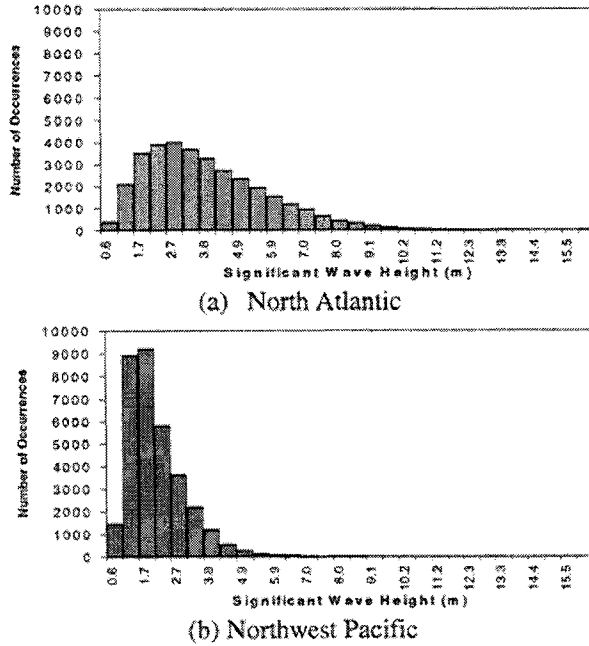 Number of Occurrences
10000
9000
8000
7000
6000
5000
4000
3000
2000
1000
0
0.6 1.7 2.7 3.8 4.9 5.9 7.0 8.0 9.1 10.2 11.2 12.3 13.3 14.4 15.5
Significant Wave Height (m)
(a) North Atlantic
Number of Occurrences
10000
9000
8000
7000
6000
5000
4000
3000
2000
1000
0
0.6 1.7 2.7 3.8 4.9 5.9 7.0 8.0 9.1 10.2 11.2 12.3 13.3 14.4 15.5
Significant Wave Height (m)
(b) Northwest Pacific